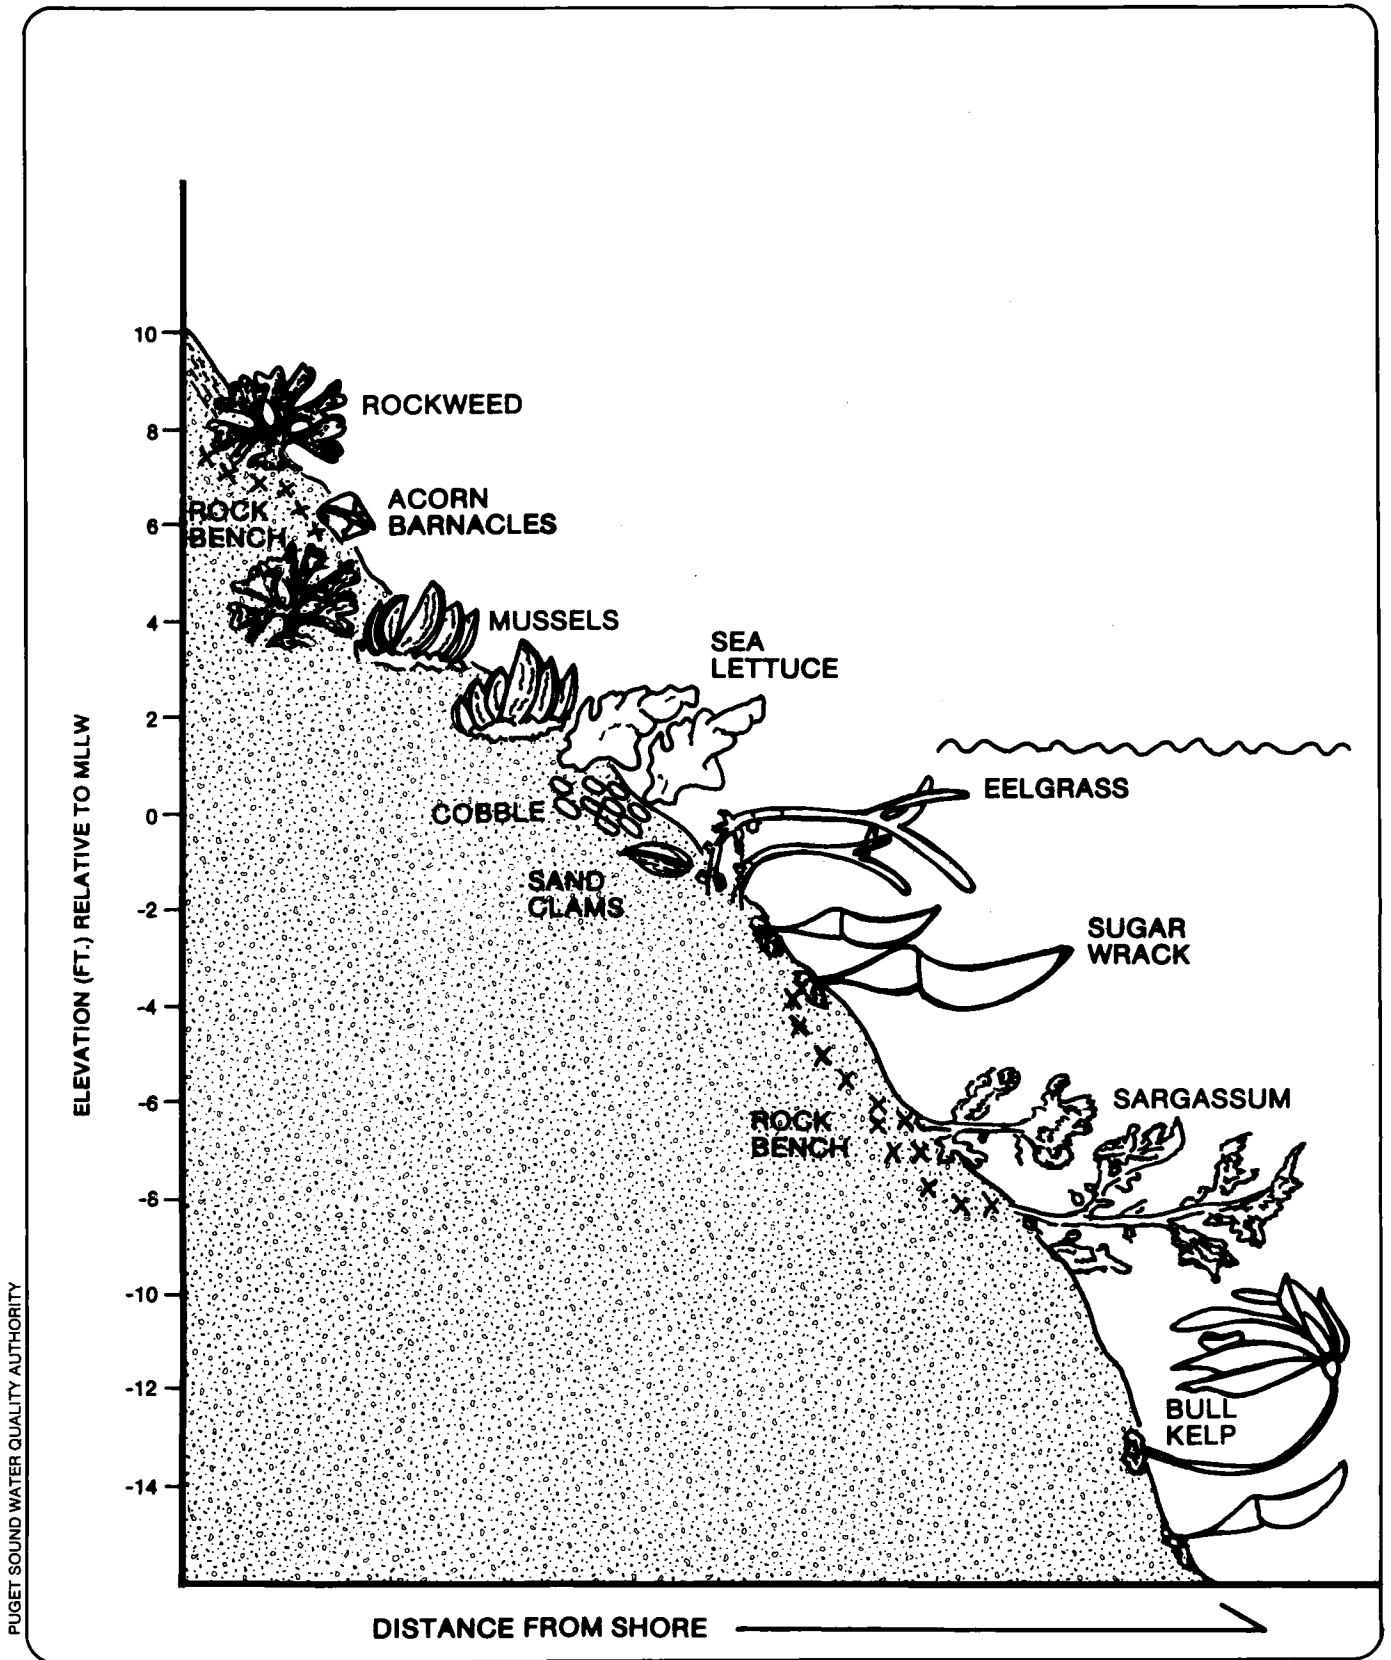 10
ROCKWEED
8
ACORN
BARNACLES
ROCK
BENCH
6
4
MUSSELS
SEA
LETTUCE
2
EELGRASS
COBBLE
0
SAND
CLAMS
-2
SUGAR
WRACK
-4
-6
SARGASSUM
ROCK
BENCH
-8
-10
-12
BULL
KELP
-14
ELEVATION (FT.) RELATIVE TO MLLW
PUGET SOUND WATER QUALITY AUTHORITY
DISTANCE FROM SHORE